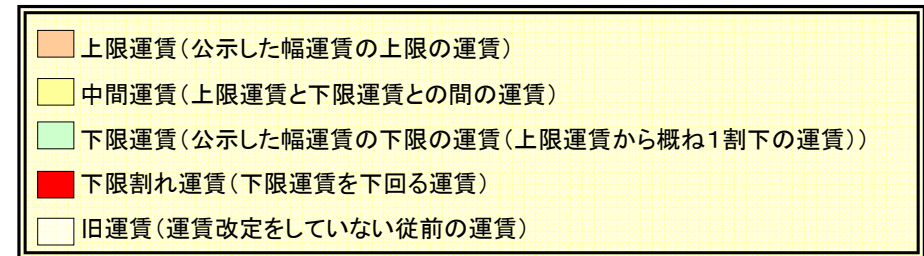 上限運賃(公示した幅運賃の上限の運賃)
中間運賃(上限運賃と下限運賃との間の運賃)
下限運賃(公示した幅運賃の下限の運賃(上限運賃から概ね1割下の運賃))
下限割れ運賃(下限運賃を下回る運賃)
旧運賃(運賃改定をしていない従前の運賃)